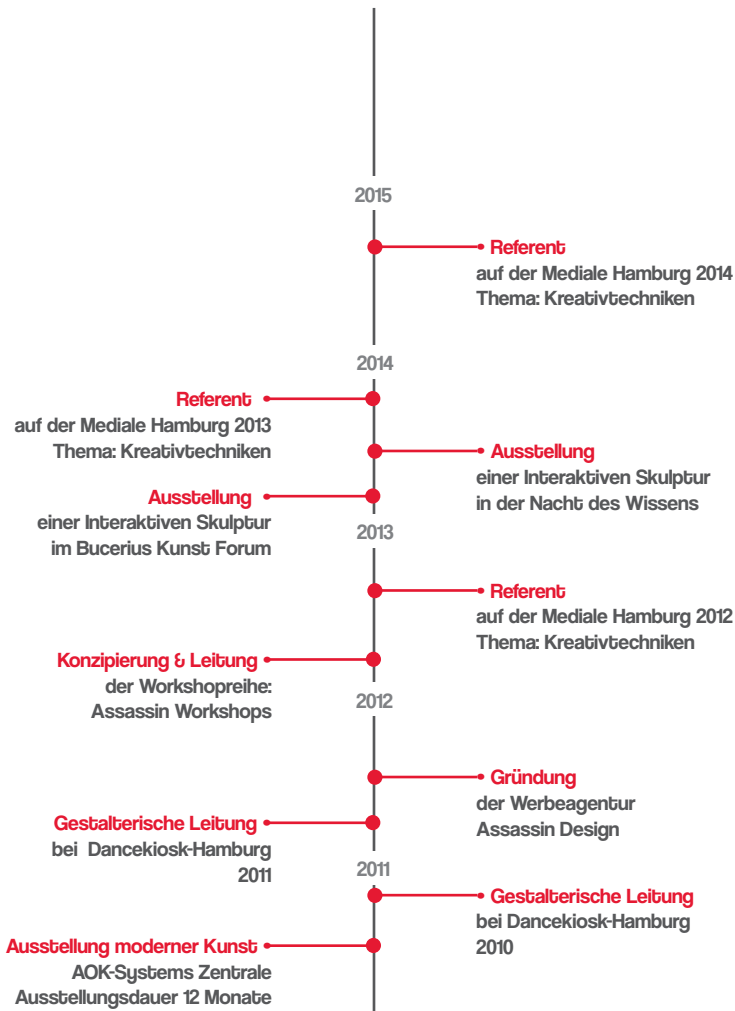 2015
Referent
auf der Mediale Hamburg 2014
Thema: Kreativtechniken
2014
Referent
auf der Mediale Hamburg 2013
Thema: Kreativtechniken
Ausstellung
einer Interaktiven Skulptur
in der Nacht des Wissens
Ausstellung
einer Interaktiven Skulptur
im Bucerius Kunst Forum
2013
Referent
auf der Mediale Hamburg 2012
Thema: Kreativtechniken
Konzipierung & Leitung
der Workshopreihe:
Assassin Workshops
2012
Gründung
der Werbeagentur
Assassin Design
Gestalterische Leitung
bei Dancekiosk-Hamburg
2011
2011
Gestalterische Leitung
bei Dancekiosk-Hamburg
2010
Ausstellung moderner Kunst
AOK-Systems Zentrale
Ausstellungsdauer 12 Monate